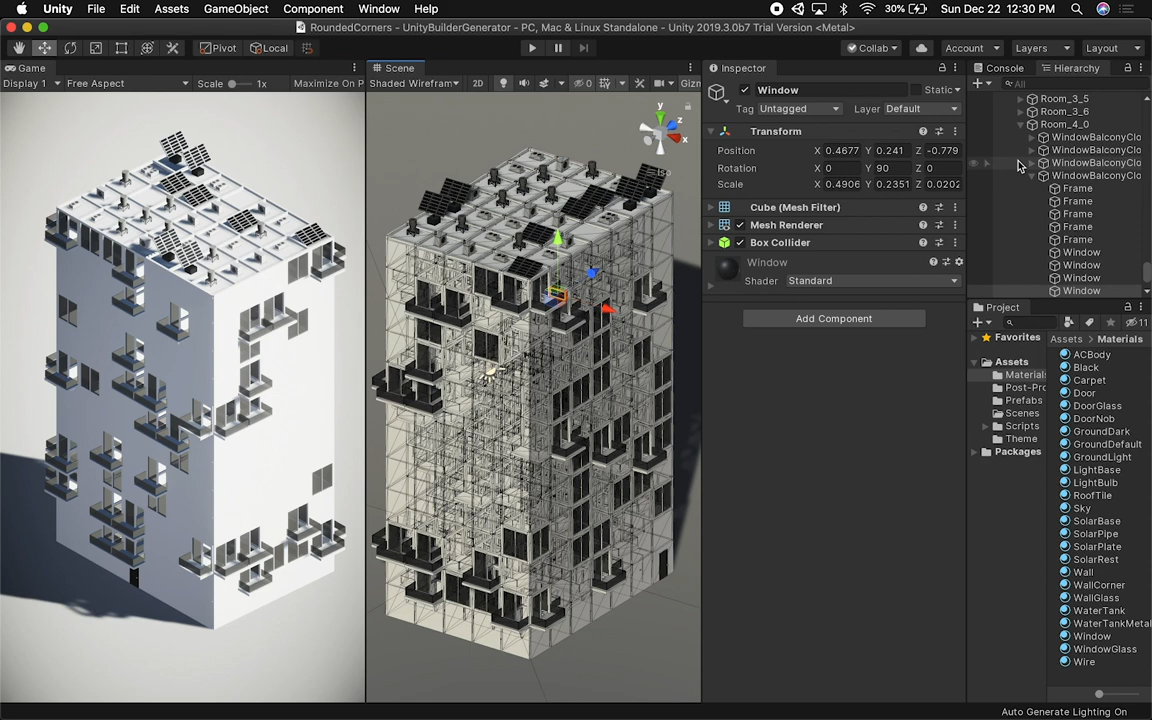 Unity File Edit Assets GameObject Component Window Help 30% Sun Dec 22 12:30 PM
RoundedCorners - UnityBuilderGenerator - PC, Mac & Linux Standalone - Unity 2019.3.0b7 Trial Version <Metal>
Pivot Local Collab Account Layers Layout
Game Scene Inspector Console Hierarchy
Display 1 Free Aspect Scale 1x Maximize On P Shaded Wirefram 2D 0 Gizm
All
Window Static
Tag Untagged Layer Default
Transform
Position X 0.4677 Y 0.241 Z -0.779
Rotation X 0 Y 90 Z 0
Scale X 0.4906 Y 0.2351 Z 0.0202
Cube (Mesh Filter)
Mesh Renderer
Box Collider
Window
Shader Standard
Add Component
y
z
x
Iso
Room_3_5
Room_3_6
Room_4_0
WindowBalconyClo
WindowBalconyClo
WindowBalconyClo
WindowBalconyClo
Frame
Frame
Frame
Frame
Frame
Window
Window
Window
Window
Project
11
Favorites
Assets
Materials
Post-Pro
Prefabs
Scenes
Scripts
Theme
Packages
Assets > Materials
ACBody
Black
Carpet
Door
DoorGlass
DoorNob
GroundDark
GroundDefault
GroundLight
LightBase
LightBulb
RoofTile
Sky
SolarBase
SolarPipe
SolarPlate
SolarRest
Wall
WallCorner
WallGlass
WaterTank
WaterTankMetal
Window
WindowGlass
Wire
Auto Generate Lighting On